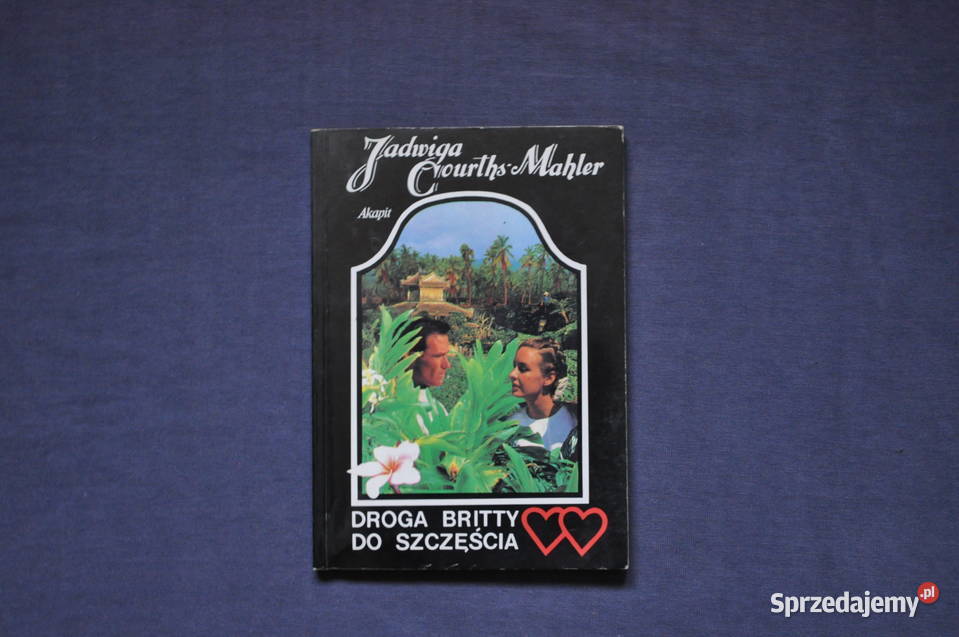 Jadwiga
Courths-Mahler
Akapit
DROGA BRITTY
DO SZCZĘŚCIA
Sprzedajemy.pl